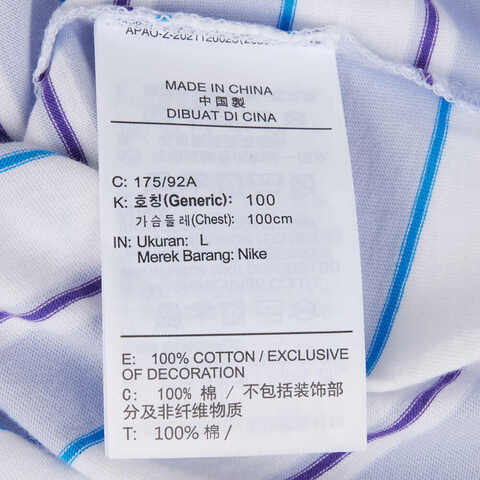 MADE IN CHINA
中国製
DIBUAT DI CINA
C: 175/92A
K: 호칭(Generic): 100
가슴둘레(Chest): 100cm
IN: Ukuran: L
Merek Barang: Nike
E: 100% COTTON / EXCLUSIVE
OF DECORATION
C: 100% 棉 / 不包括装饰部
分及非纤维物质
T: 100% 棉 /